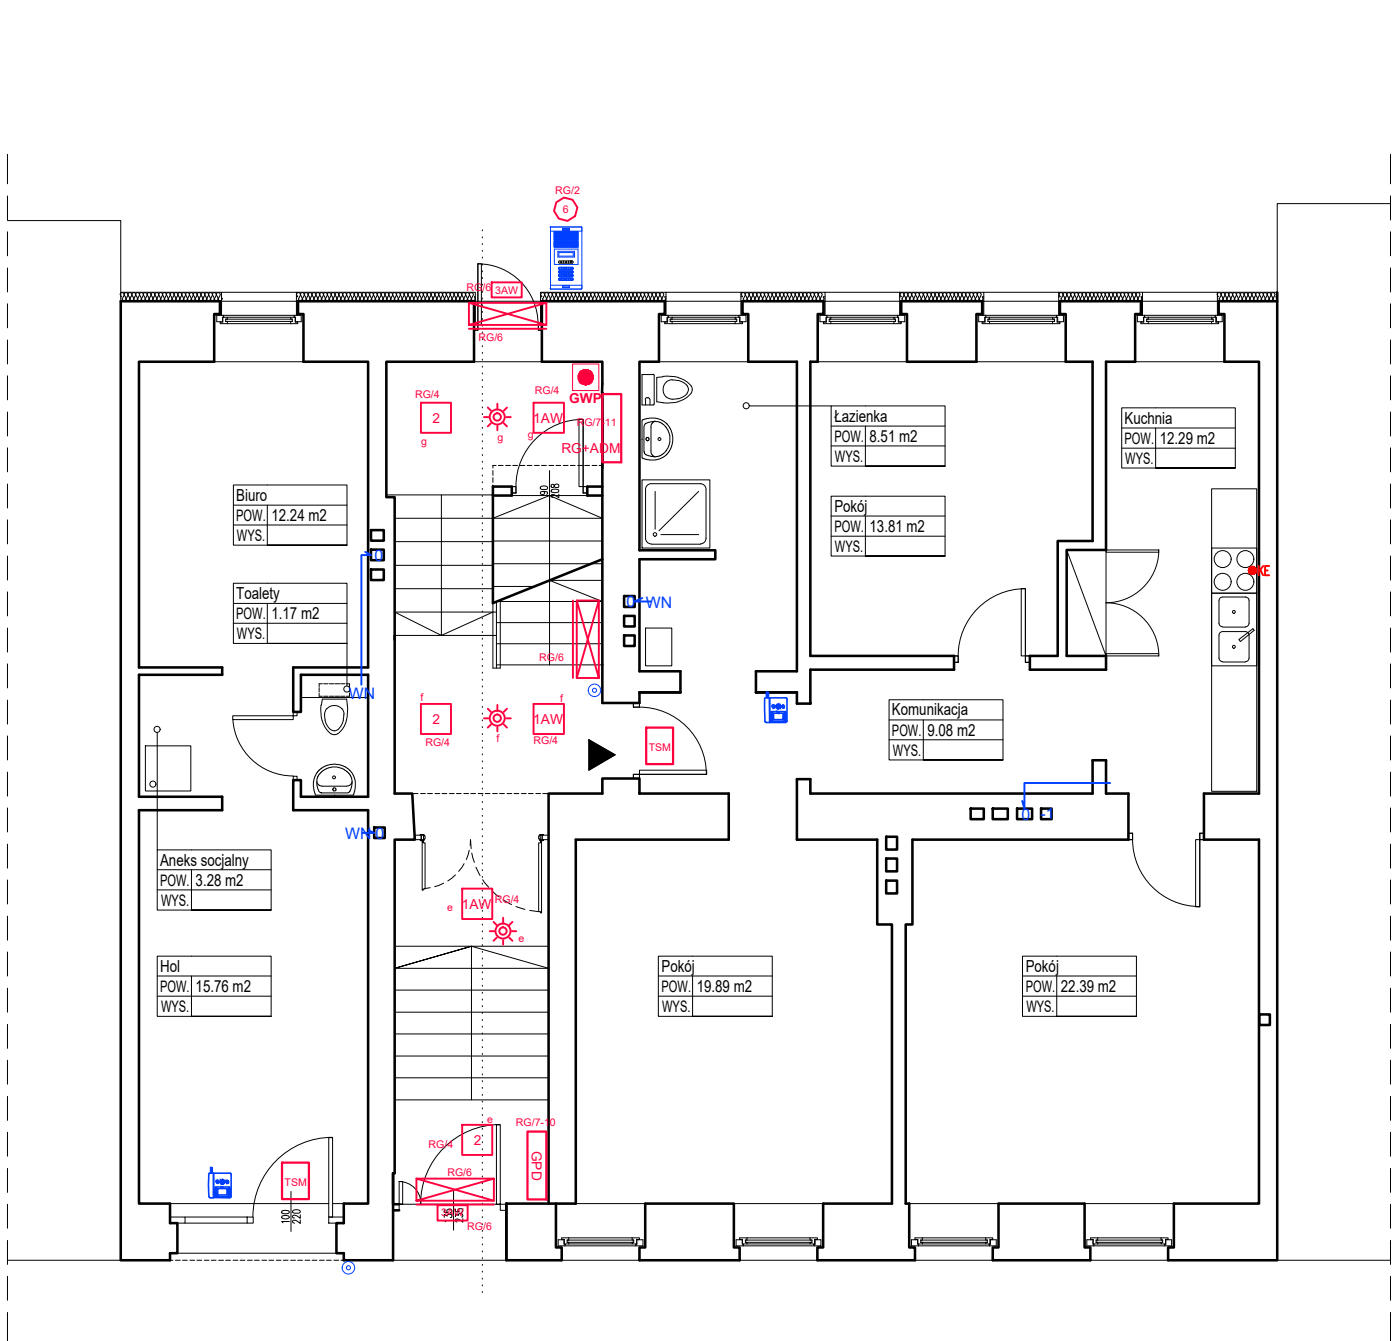 RG/2
6
RG/6
3AW
RG/6
RG/4
2
g
g
RG/4
1AW
g
GWP
RG/7-11
RG+ADM
90
208
Łazienka
POW. 8.51 m2
WYS.
Kuchnia
POW. 12.29 m2
WYS.
Biuro
POW. 12.24 m2
WYS.
Pokój
POW. 13.81 m2
WYS.
Toalety
POW. 1.17 m2
WYS.
WN
WN
RG/6
f
2
RG/4
f
f
1AW
RG/4
TSM
Komunikacja
POW. 9.08 m2
WYS.
WN
Aneks socjalny
POW. 3.28 m2
WYS.
1AW
RG/4
e
e
Hol
POW. 15.76 m2
WYS.
Pokój
POW. 19.89 m2
WYS.
Pokój
POW. 22.39 m2
WYS.
e
2
RG/4
RG/7-10
GPD
RG/6
TSM
100
220
235
RG/6